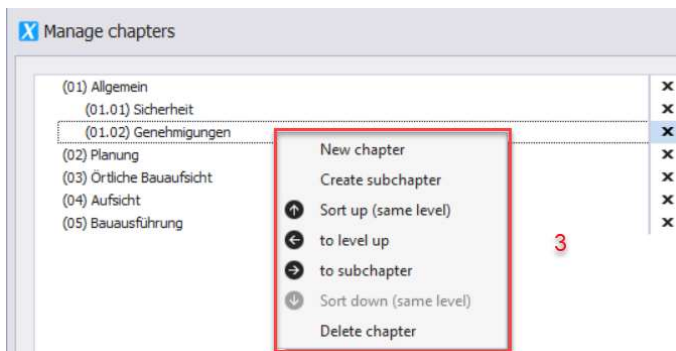 X Manage chapters
(01) Allgemein x
(01.01) Sicherheit x
(01.02) Genehmigungen x
(02) Planung x
(03) Örtliche Bauaufsicht x
(04) Aufsicht x
(05) Bauausführung x
New chapter
Create subchapter
Sort up (same level)
to level up
to subchapter
Sort down (same level)
Delete chapter
3